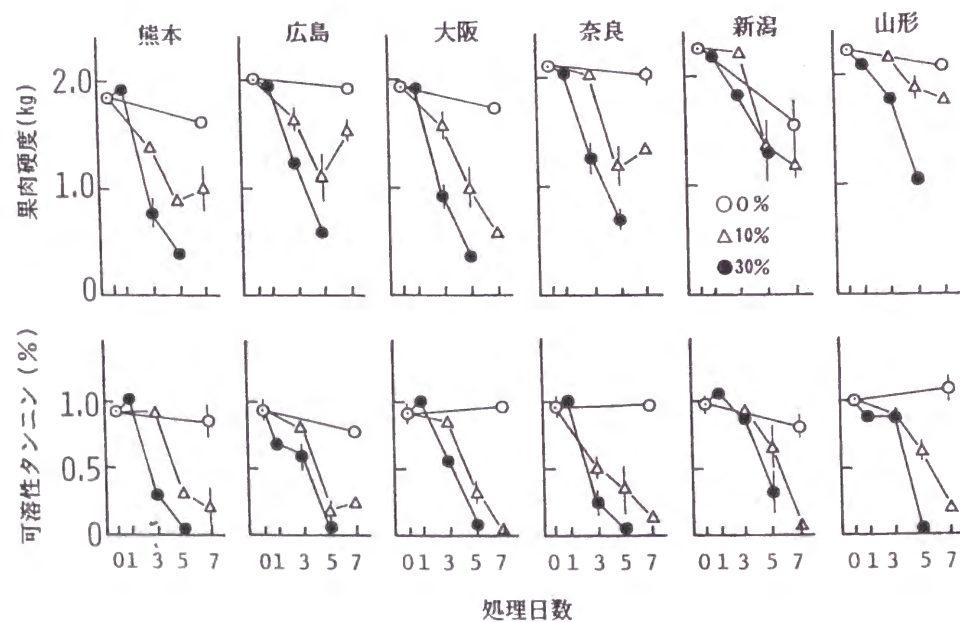 熊本 広島 大阪 奈良 新潟 山形
果肉硬度(kg)
2.0
1.0
0
○0%
△10%
●30%
可溶性タンニン(%)
1.0
0.5
0
01 3 5 7 01 3 5 7 01 3 5 7 01 3 5 7 01 3 5 7 01 3 5 7
処理日数